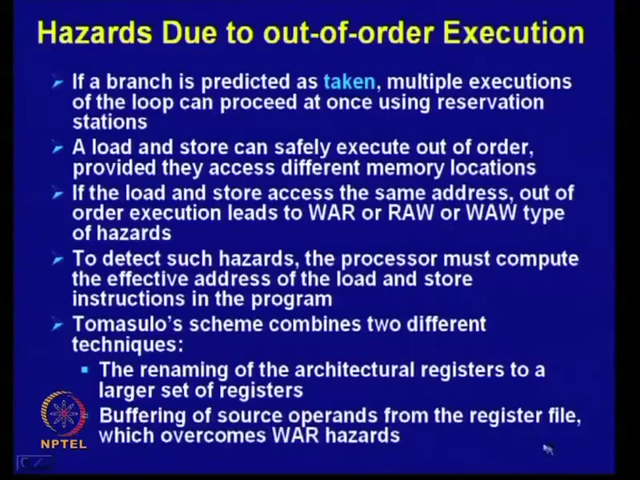 Hazards Due to out-of-order Execution
If a branch is predicted as taken, multiple executions
of the loop can proceed at once using reservation
stations
A load and store can safely execute out of order,
provided they access different memory locations
If the load and store access the same address, out of
order execution leads to WAR or RAW or WAW type
of hazards
To detect such hazards, the processor must compute
the effective address of the load and store
instructions in the program
Tomasulo's scheme combines two different
techniques:
The renaming of the architectural registers to a
larger set of registers
Buffering of source operands from the register file,
which overcomes WAR hazards
NPTEL